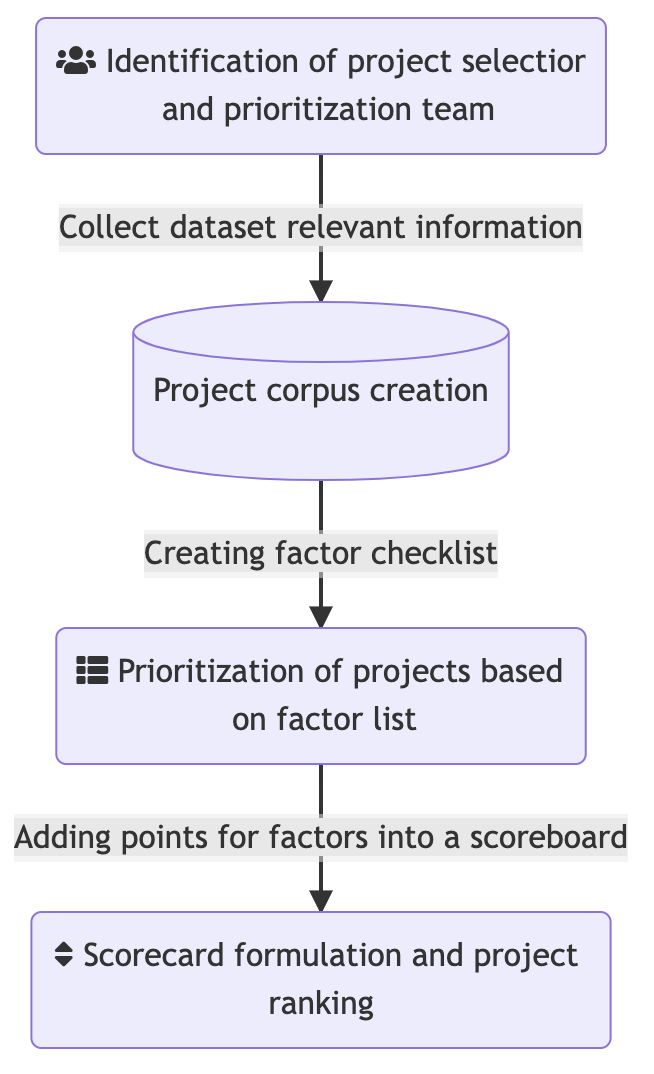 Identification of project selection
and prioritization team
Collect dataset relevant information
Project corpus creation
Creating factor checklist
Prioritization of projects based
on factor list
Adding points for factors into a scoreboard
Scorecard formulation and project
ranking